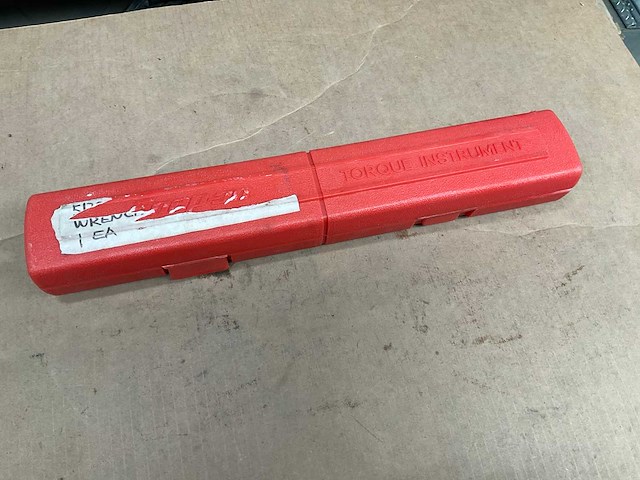 WRENCH
1 EA
TORQUE INSTRUMENT